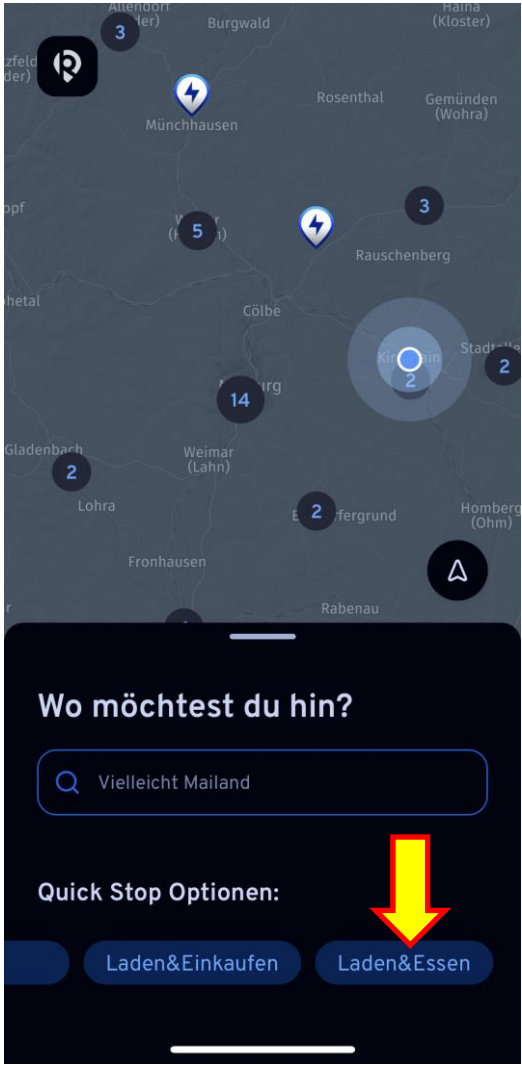 Allendorf
3
Burgwald
Haina
(Kloster)
Rosenthal
Gemünden
(Wohra)
Münchhausen
3
5
Rauschenberg
Cölbe
2
2
14
Gladenbach
Weimar
(Lahn)
2
Lohra
2
Homberg
(Ohm)
Fronhausen
Rabenau
Wo möchtest du hin?
Vielleicht Mailand
Quick Stop Optionen:
Laden&Einkaufen
Laden&Essen